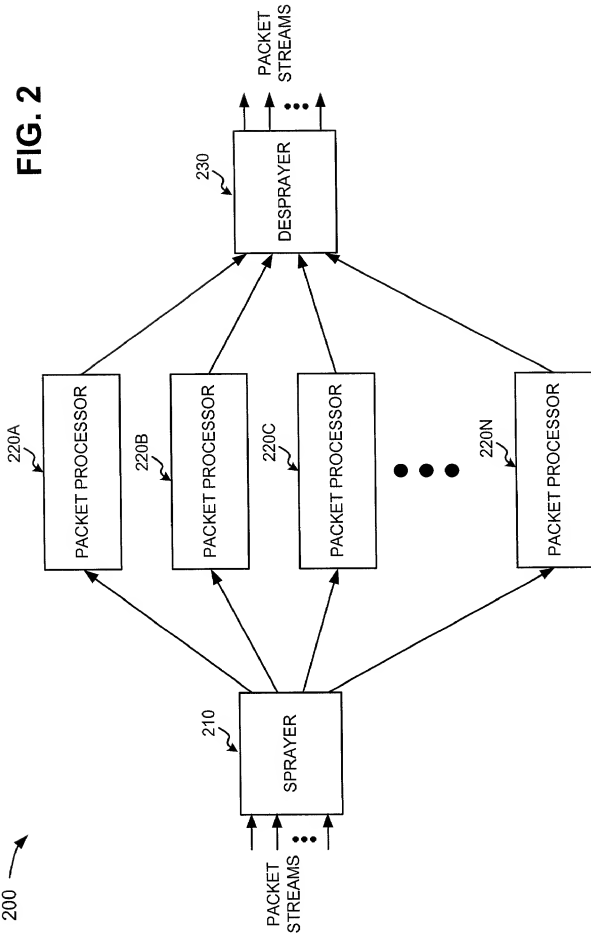 FIG. 2
200
PACKET
STREAMS
210
SPRAYER
220A
PACKET PROCESSOR
220B
PACKET PROCESSOR
220C
PACKET PROCESSOR
220N
PACKET PROCESSOR
230
DESPRAYER
PACKET
STREAMS